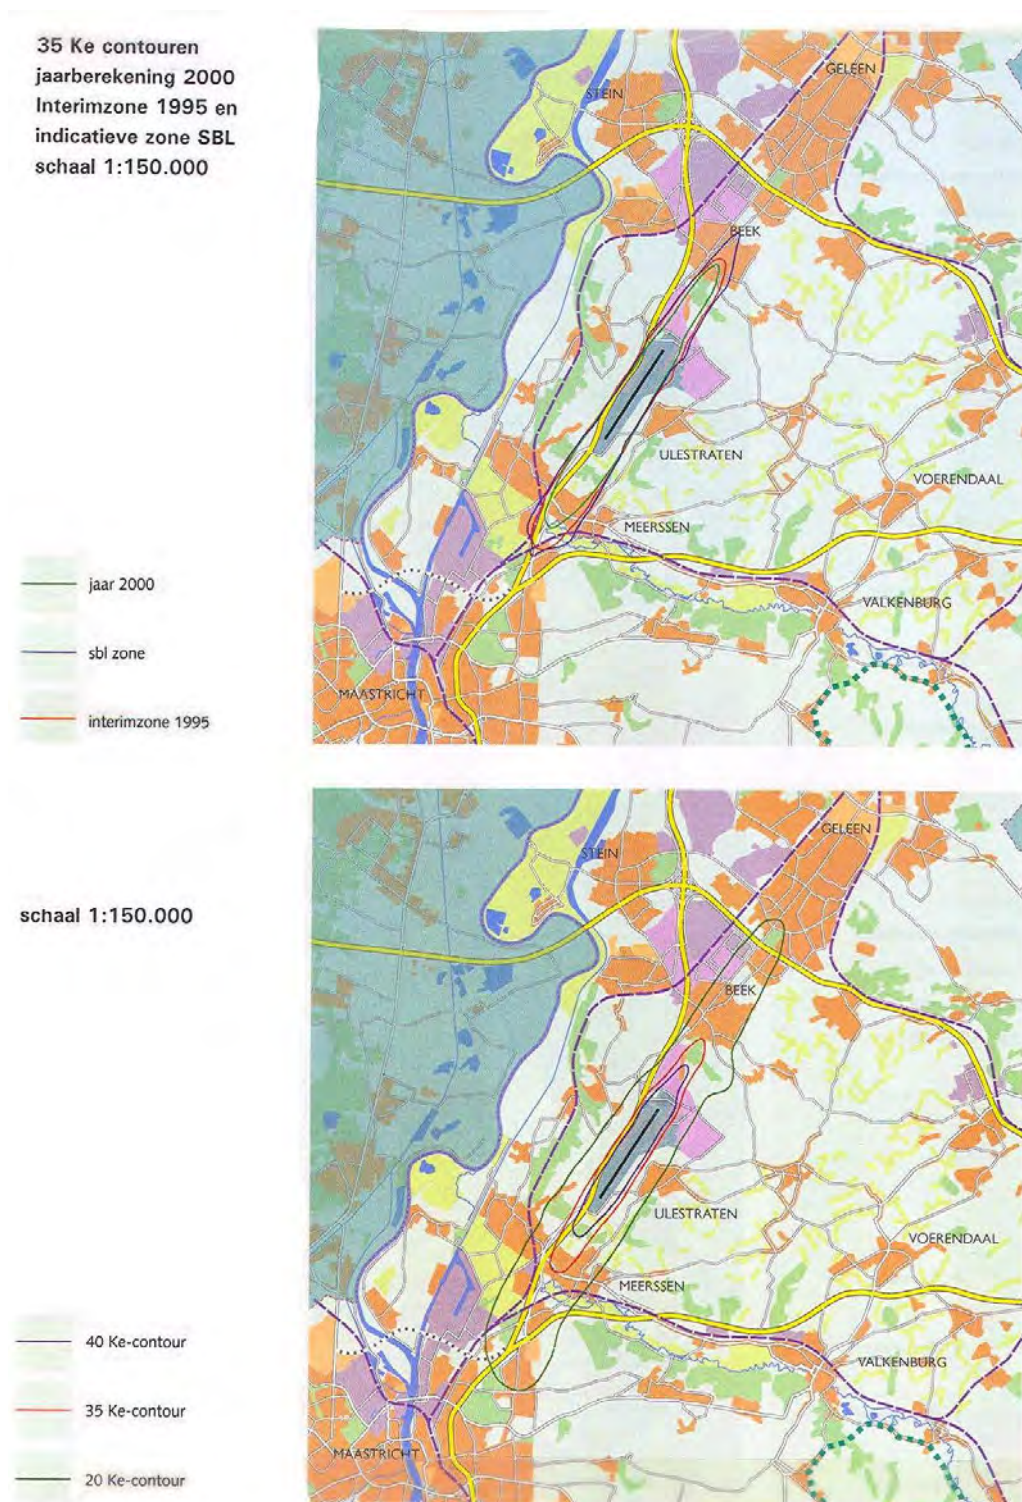 35 Ke contouren
jaarberekening 2000
Interimzone 1995 en
indicatieve zone SBL
schaal 1:150.000
GELEEN
STEIN
BEEK
ULESTRATEN
VOERENDAAL
MEERSSEN
VALKENBURG
MAASTRICHT
jaar 2000
sbl zone
interimzone 1995
schaal 1:150.000
GELEEN
STEIN
BEEK
ULESTRATEN
VOERENDAAL
MEERSSEN
VALKENBURG
MAASTRICHT
40 Ke-contour
35 Ke-contour
20 Ke-contour